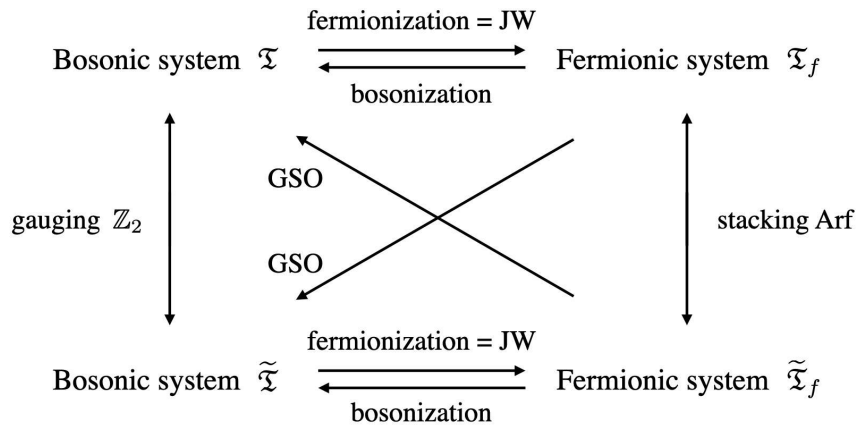 fermionization = JW
Bosonic system 𝔗
Fermionic system 𝔗_f
bosonization
GSO
gauging ℤ₂
stacking Arf
GSO
fermionization = JW
Bosonic system 𝔗̃
Fermionic system 𝔗̃_f
bosonization